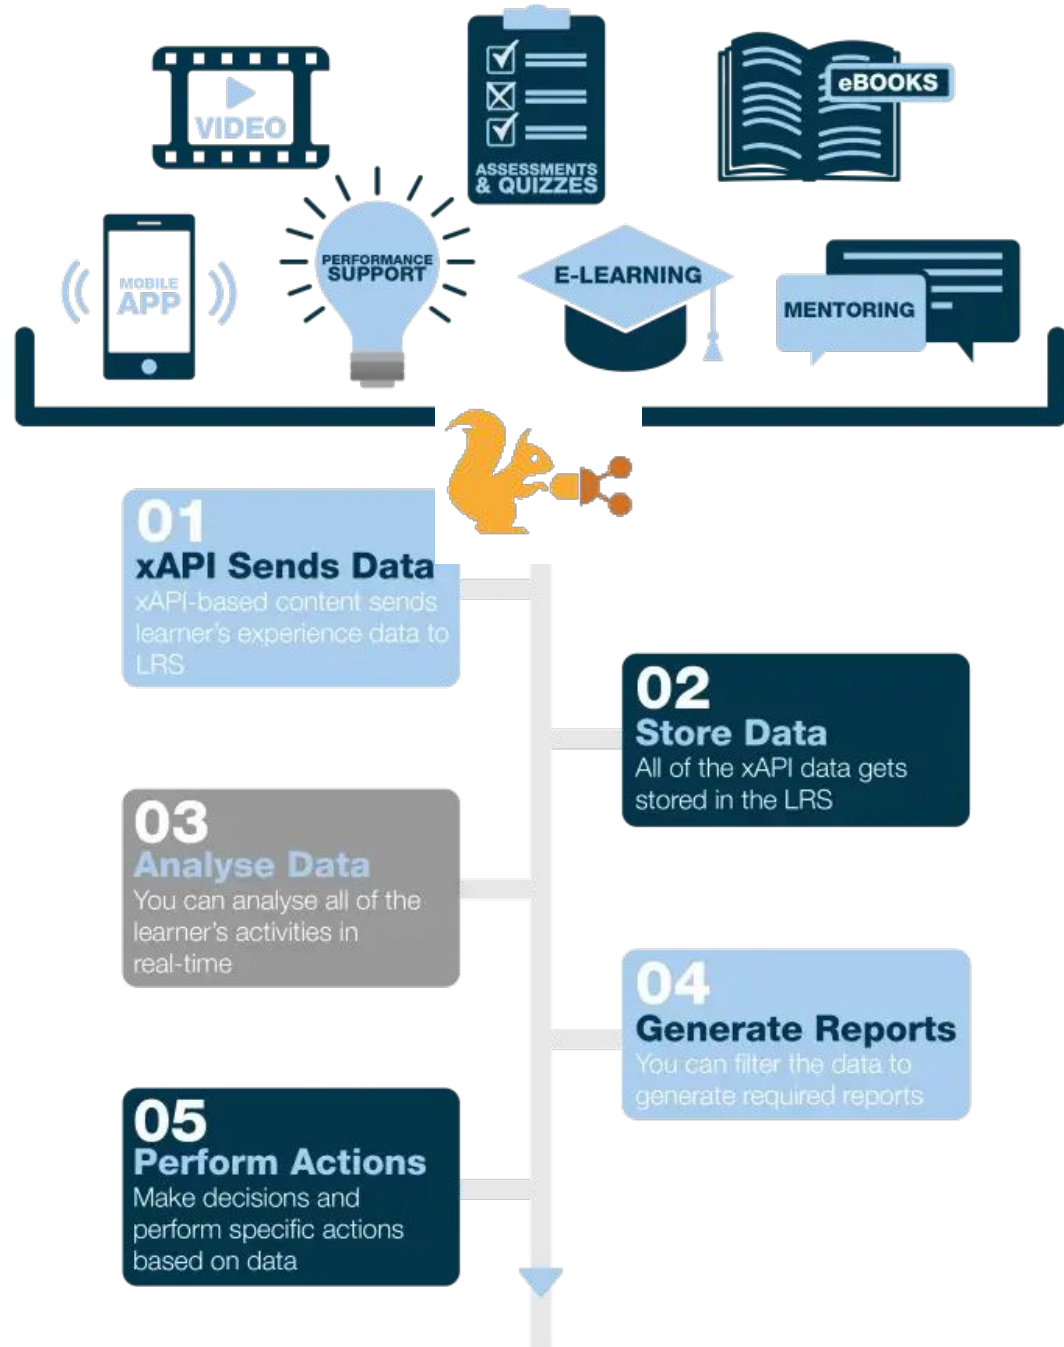 VIDEO
ASSESSMENTS
& QUIZZES
eBOOKS
MOBILE
APP
PERFORMANCE
SUPPORT
E-LEARNING
MENTORING
01
xAPI Sends Data
xAPI-based content sends
learner's experience data to
LRS
02
Store Data
All of the xAPI data gets
stored in the LRS
03
Analyse Data
You can analyse all of the
learner's activities in
real-time
04
Generate Reports
You can filter the data to
generate required reports
05
Perform Actions
Make decisions and
perform specific actions
based on data